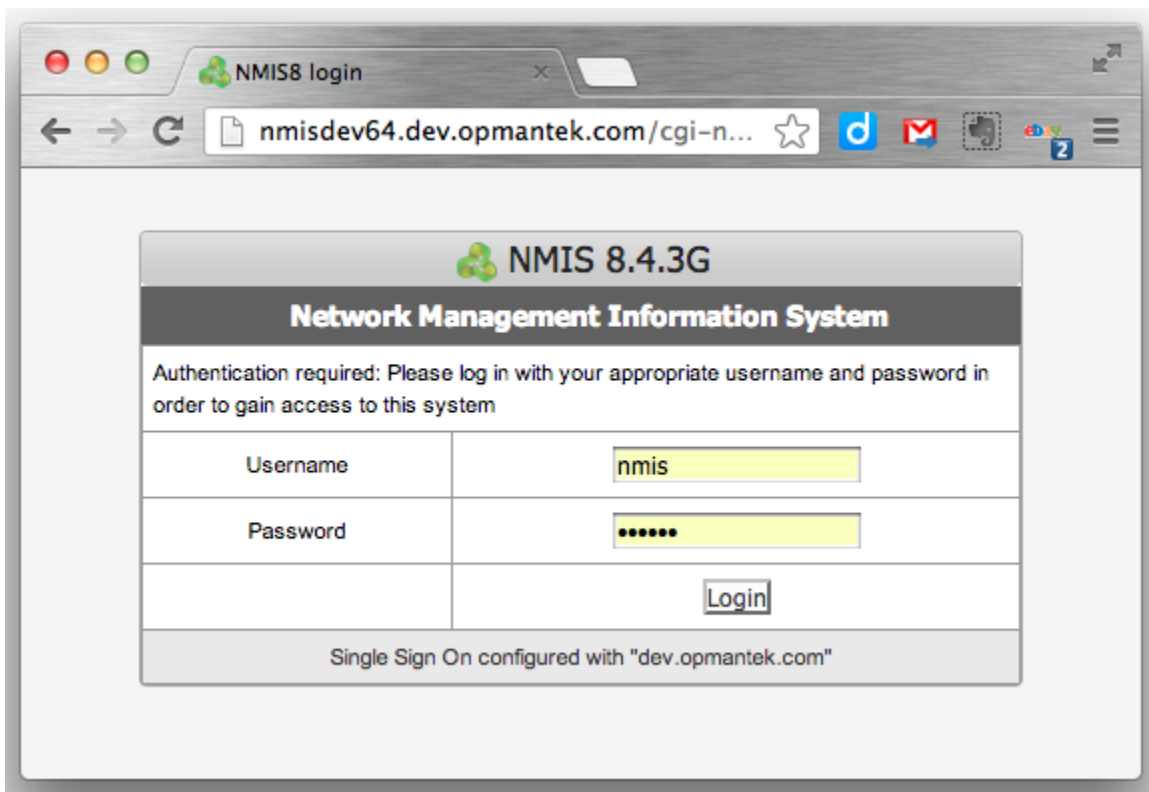 NMIS8 login
nmisdev64.dev.opmantek.com/cgi-n...
d
ebay
2
NMIS 8.4.3G
Network Management Information System
Authentication required: Please log in with your appropriate username and password in
order to gain access to this system
Username
nmis
Password
••••••
Login
Single Sign On configured with "dev.opmantek.com"